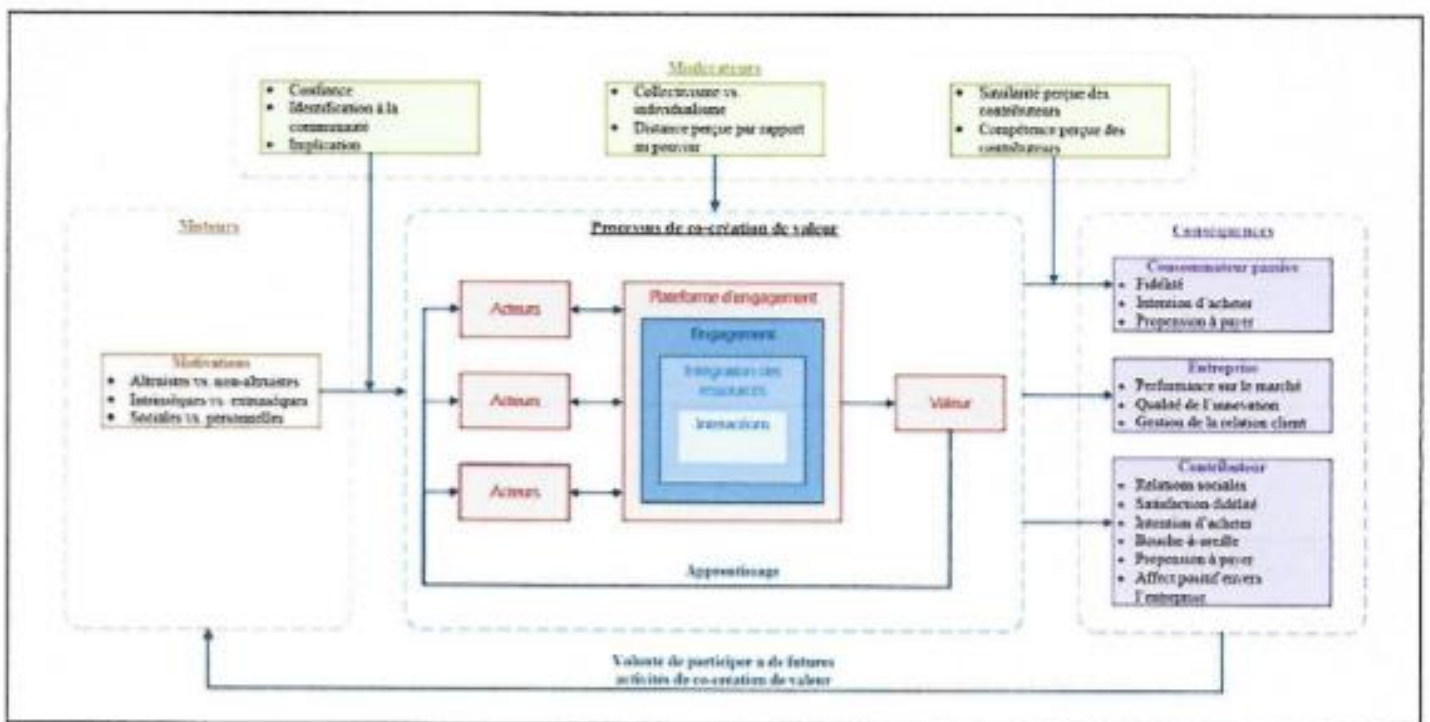 Modérateurs
• Confiance
• Identification à la
communauté
• Implication
• Collectivisme vs.
individualisme
• Distance perçue par rapport
au pouvoir
• Similarité perçue des
contributeurs
• Compétence perçue des
contributeurs
Moteurs
Motivations
• Altruistes vs. non-altruistes
• Intrinsèques vs. extrinsèques
• Sociales vs. personnelles
Processus de co-création de valeur
Acteurs
Acteurs
Acteurs
Plateforme d'engagement
Engagement
Intégration des
ressources
Interactions
Valeur
Apprentissage
Conséquences
Consommateur passive
• Fidélité
• Intention d'acheter
• Propension à payer
Entreprise
• Performance sur le marché
• Qualité de l'innovation
• Gestion de la relation client
Contributeur
• Relations sociales
• Satisfaction fidélité
• Intention d'acheter
• Bouche-à-oreille
• Propension à payer
• Affect positif envers
l'entreprise
Volonté de participer a de futures
activités de co-création de valeur